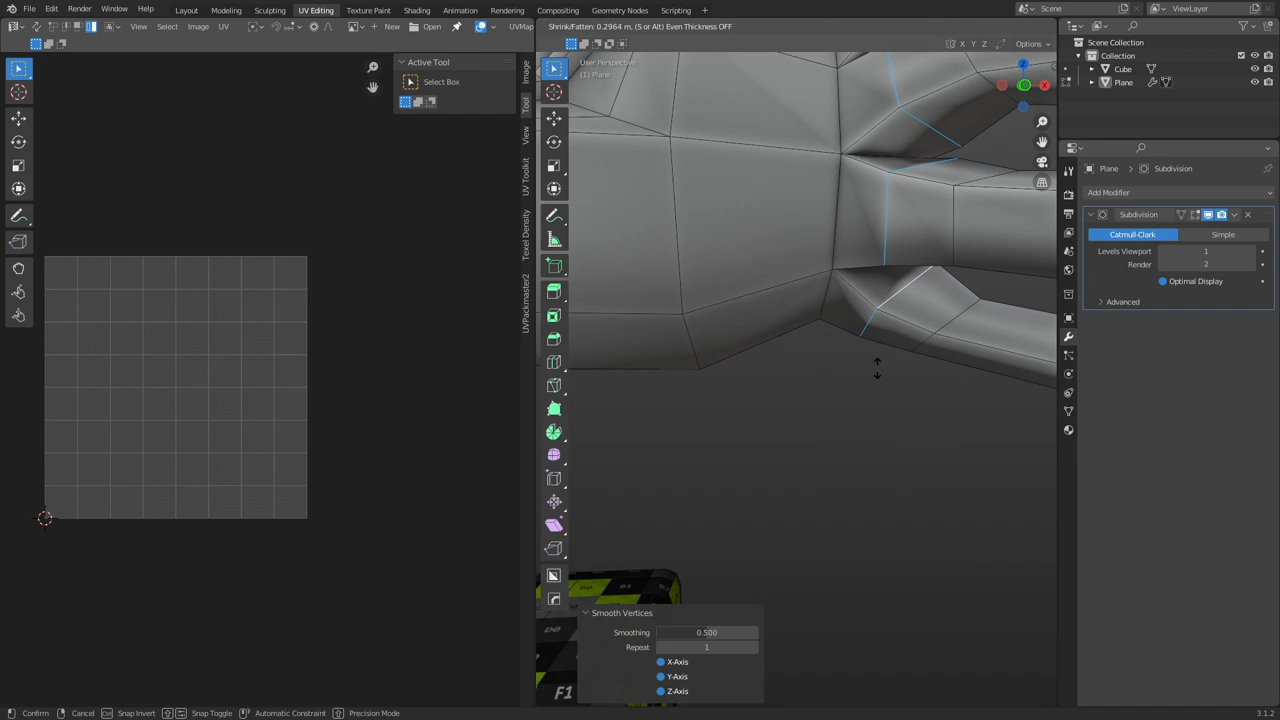 File Edit Render Window Help Layout Modeling Sculpting UV Editing Texture Paint Shading Animation Rendering Compositing Geometry Nodes Scripting + Scene ViewLayer
View Select Image UV New Open UVMap Shrink/Fatten: 0.2964 m, (S or Alt) Even Thickness OFF
X Y Z Options
Active Tool
Select Box
Image
Tool
View
UV Toolkit
Texel Density
UVPackmaster2
User Perspective
(1) Plane
Scene Collection
Collection
Cube
Plane
Plane > Subdivision
Add Modifier
Subdivision
Catmull-Clark Simple
Levels Viewport 1
Render 2
Optimal Display
Advanced
Smooth Vertices
Smoothing 0.500
Repeat 1
X-Axis
Y-Axis
Z-Axis
D0
B1
F1
Confirm Cancel Snap Invert Snap Toggle Automatic Constraint Precision Mode 3.1.2